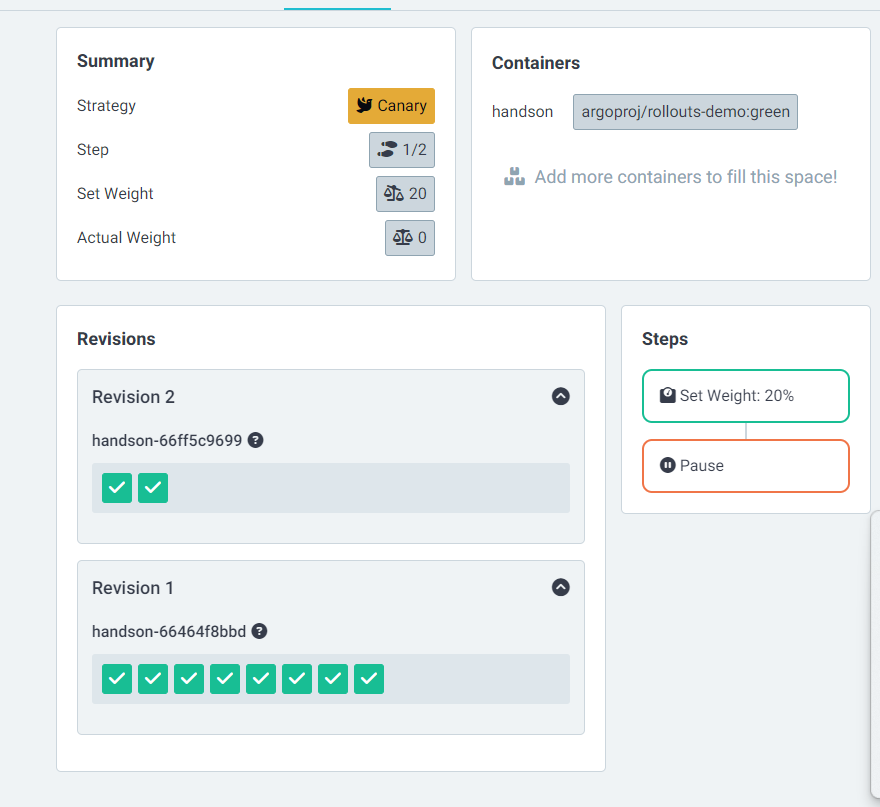 Summary
Strategy Canary
Step 1/2
Set Weight 20
Actual Weight 0
Containers
handson argoproj/rollouts-demo:green
Add more containers to fill this space!
Revisions
Revision 2
handson-66ff5c9699
Revision 1
handson-66464f8bbd
Steps
Set Weight: 20%
Pause